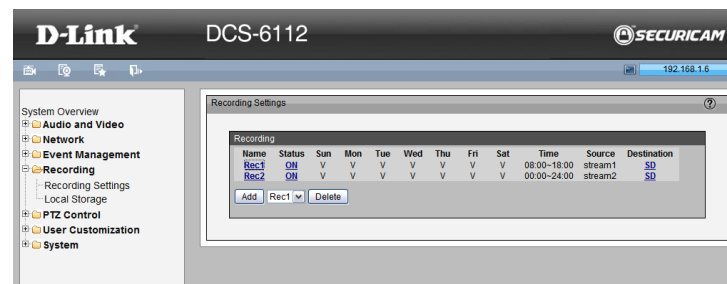 D-Link DCS-6112 SECURICAM
192.168.1.6
System Overview
Audio and Video
Network
Event Management
Recording
Recording Settings
Local Storage
PTZ Control
User Customization
System
Recording Settings ?
Recording
Name Status Sun Mon Tue Wed Thu Fri Sat Time Source Destination
Rec1 ON V V V V V V V 08:00~18:00 stream1 SD
Rec2 ON V V V V V V V 00:00~24:00 stream2 SD
Add Rec1 Delete